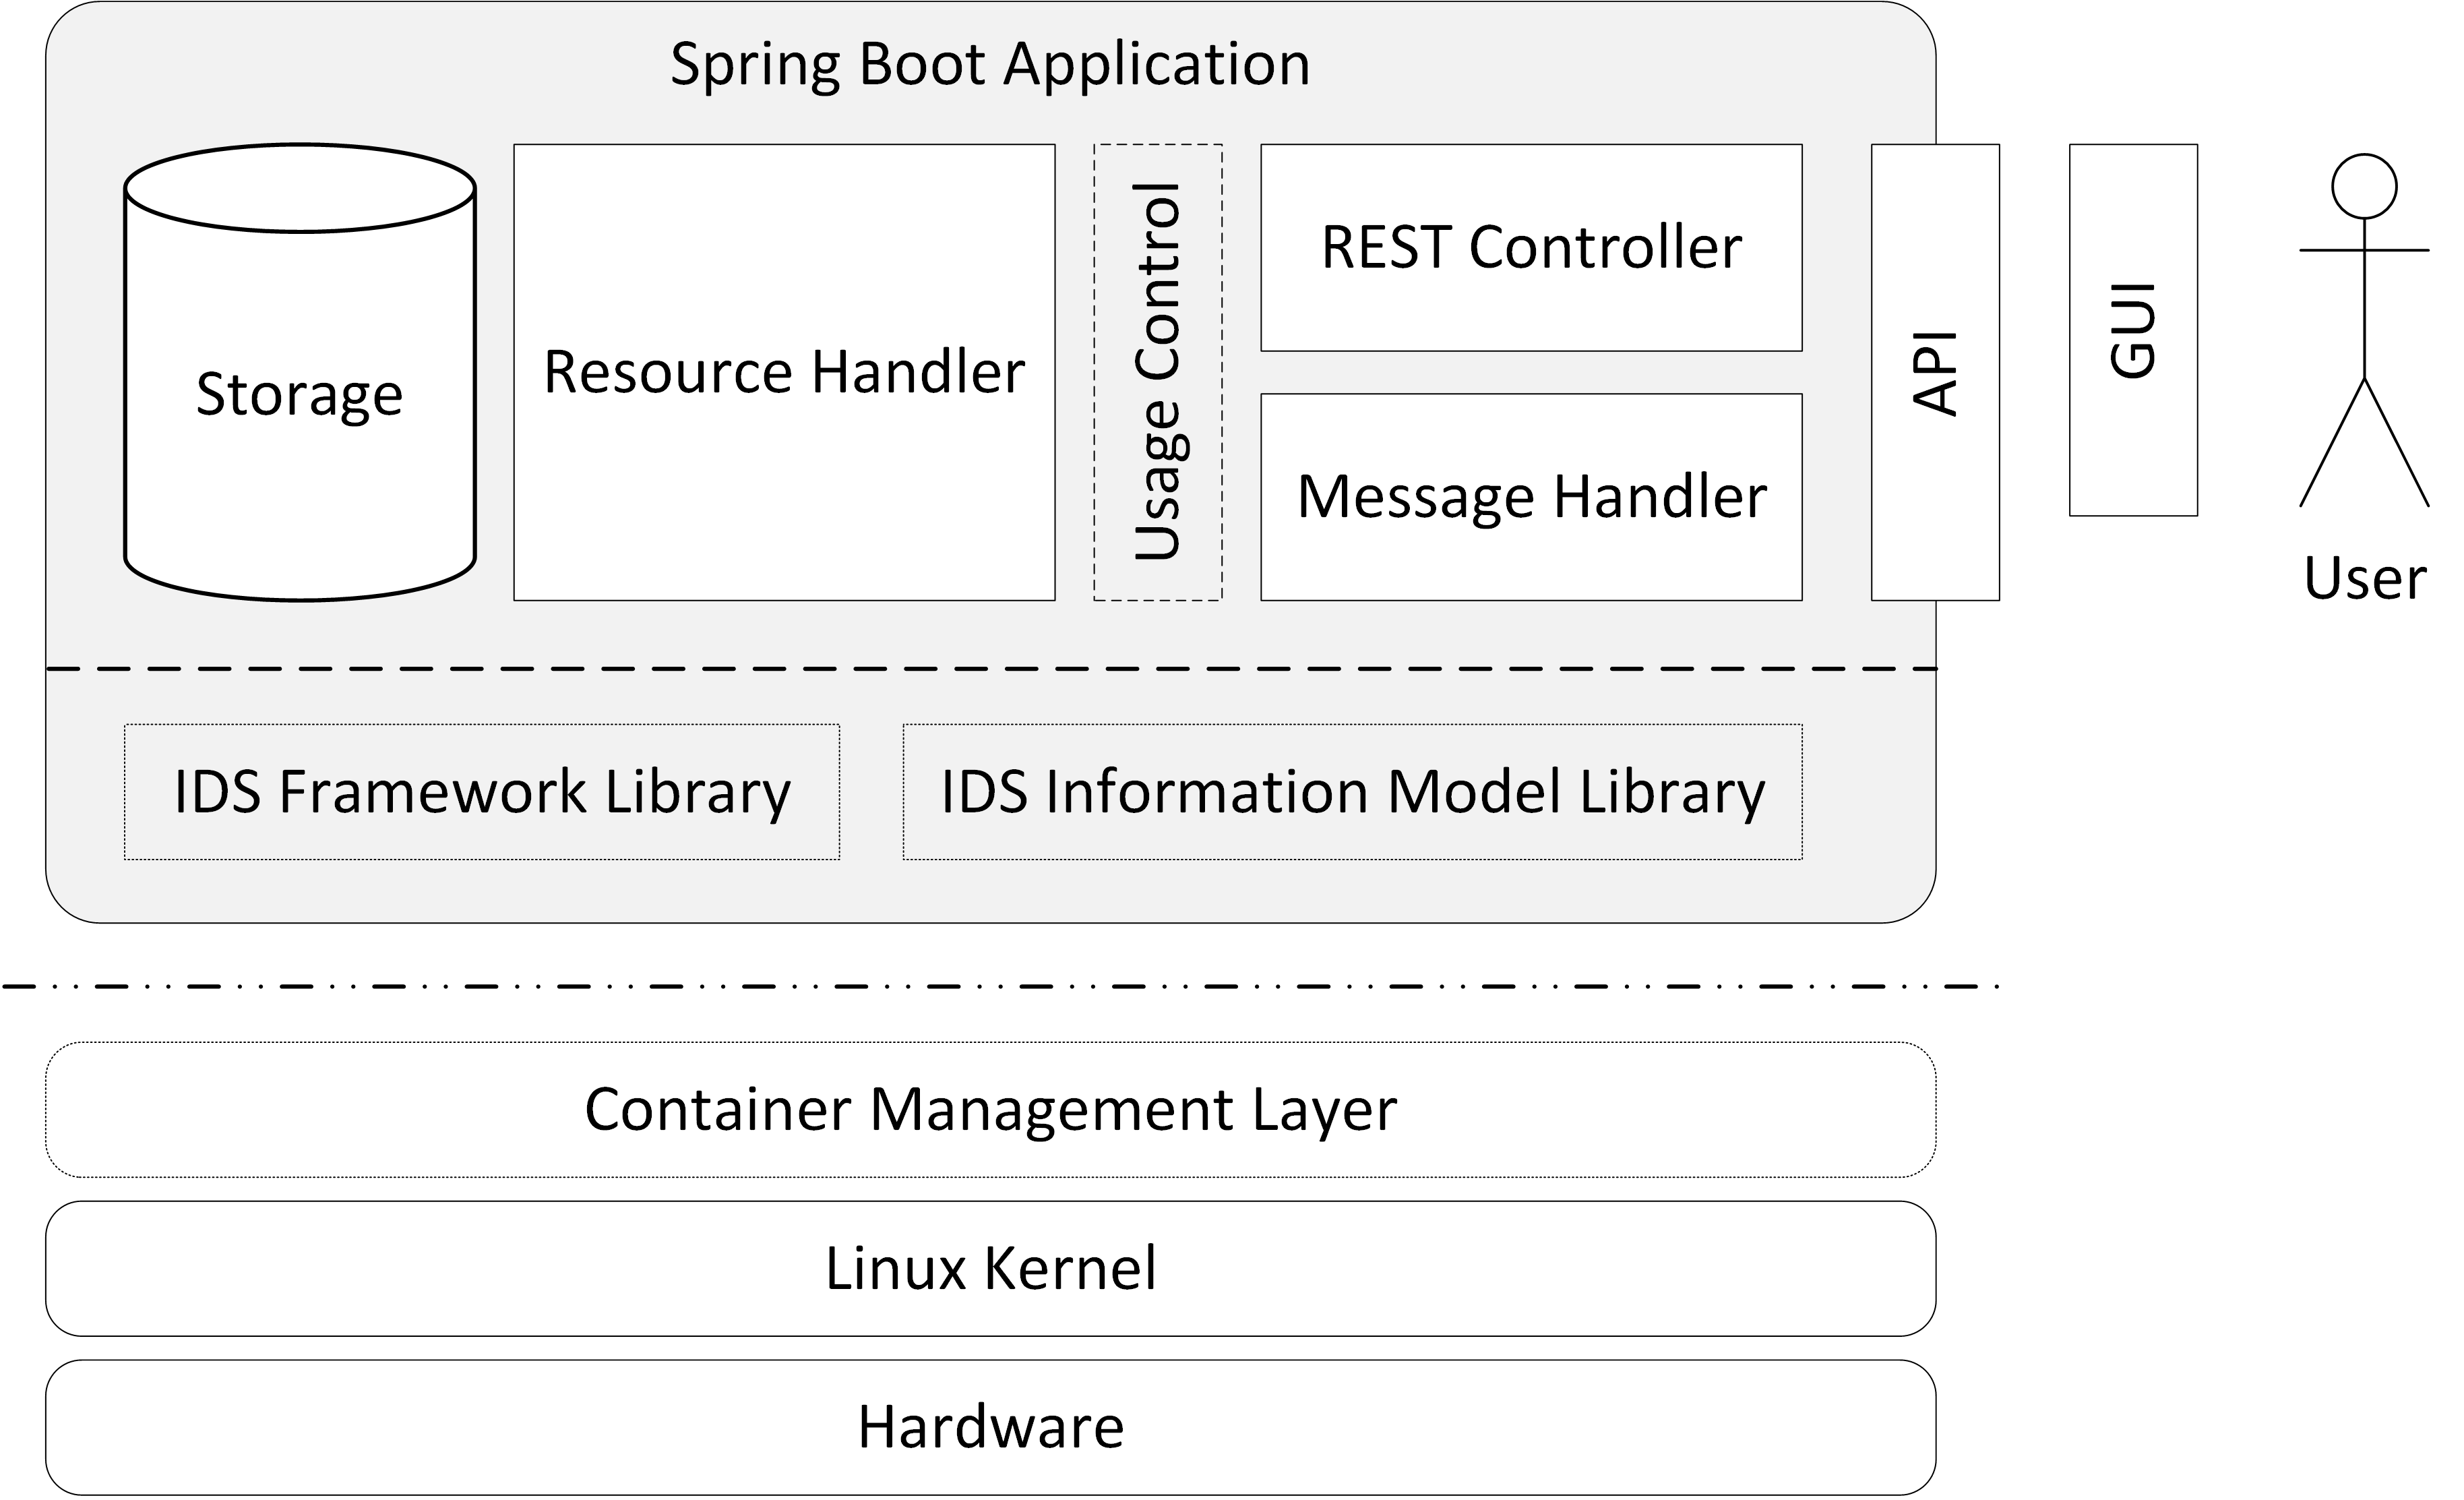 Spring Boot Application
Storage
Resource Handler
Usage Control
REST Controller
Message Handler
API
GUI
User
IDS Framework Library
IDS Information Model Library
Container Management Layer
Linux Kernel
Hardware